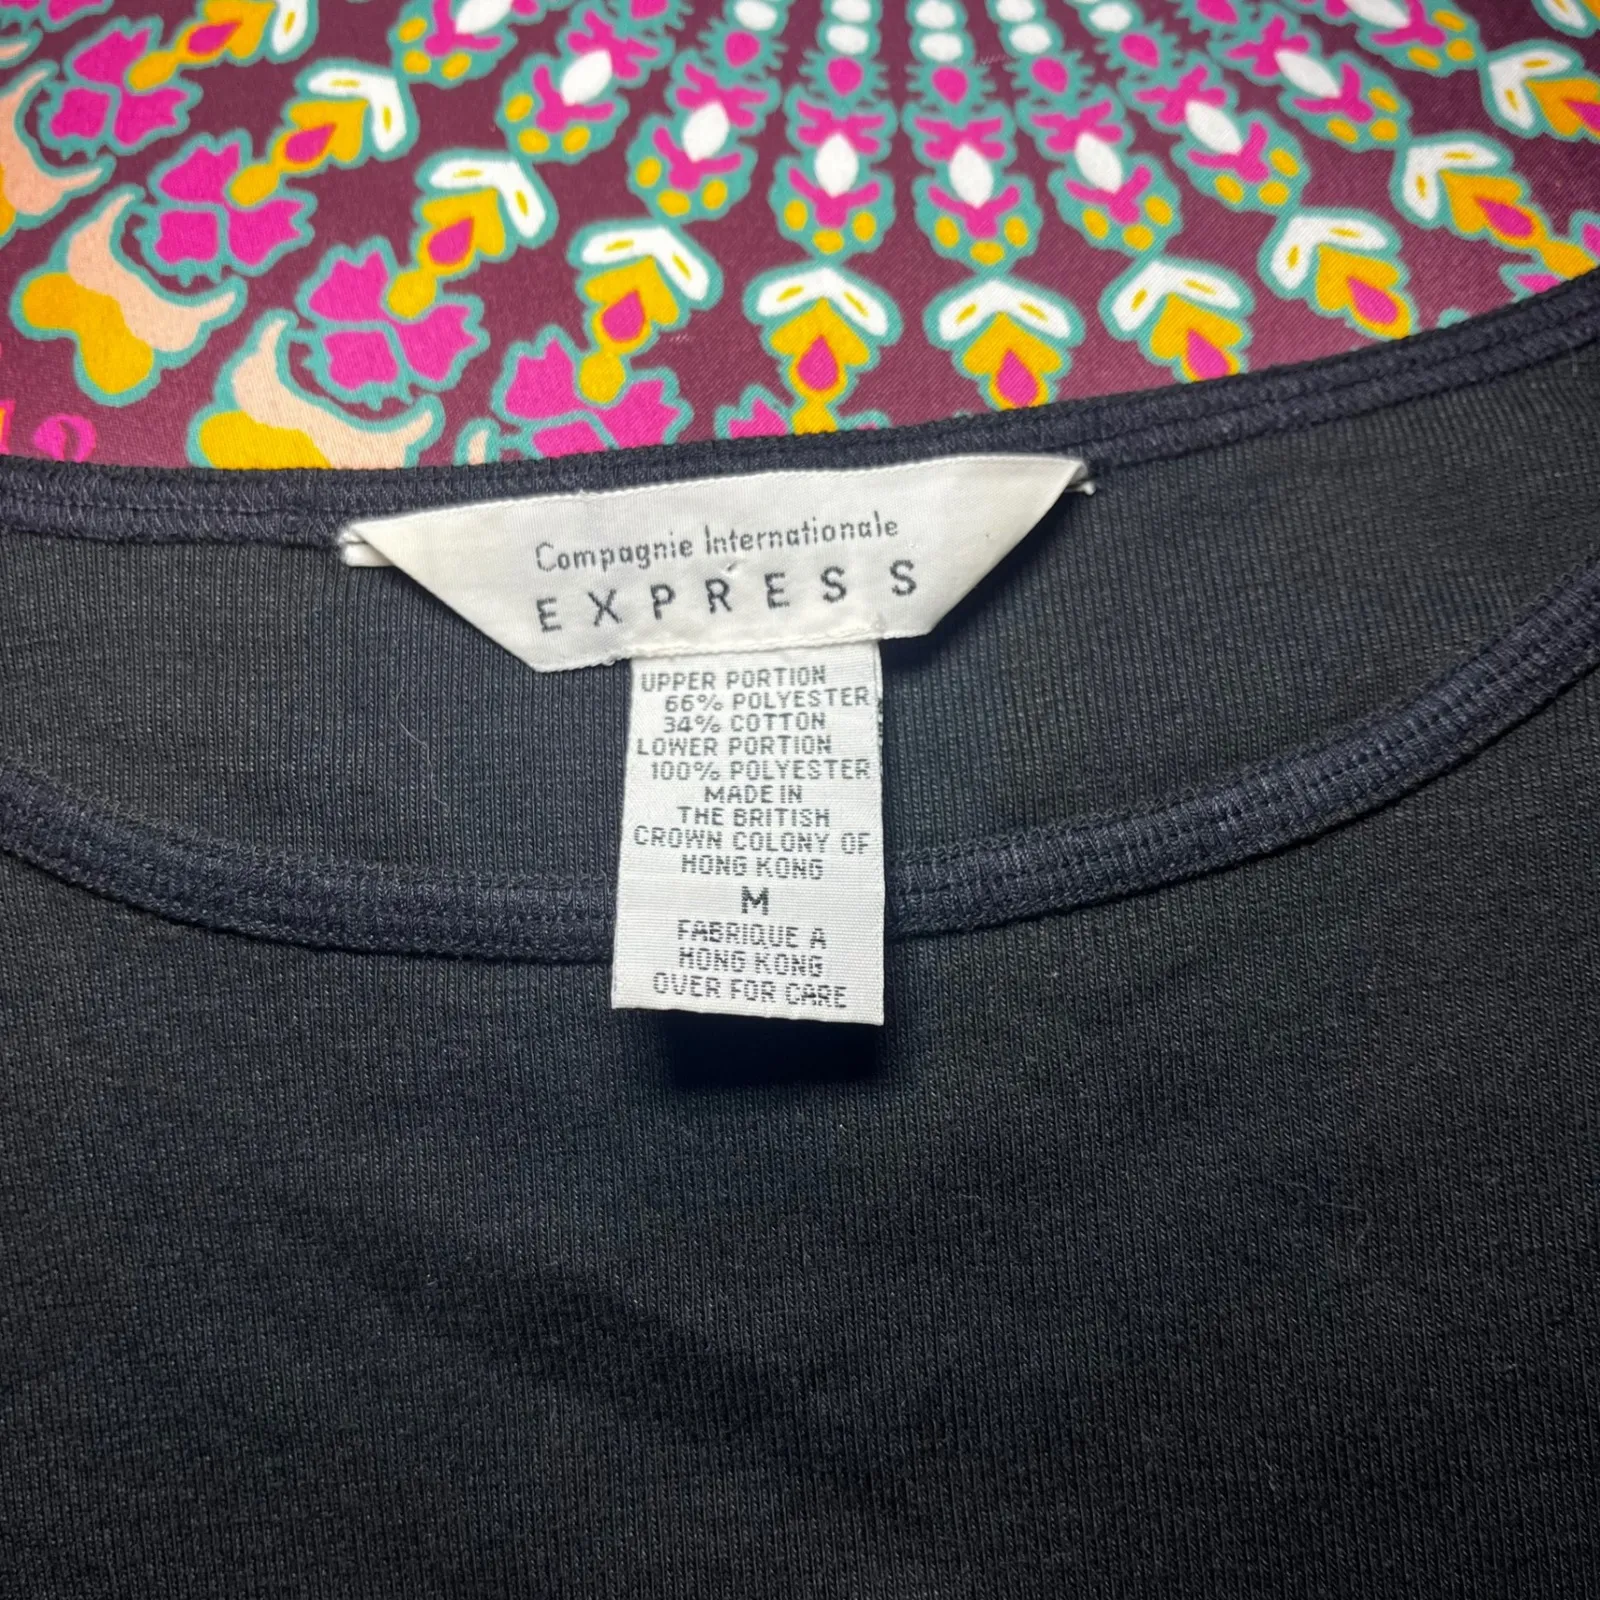 Compagnie Internationale
EXPRESS
UPPER PORTION
66% POLYESTER
34% COTTON
LOWER PORTION
100% POLYESTER
MADE IN
THE BRITISH
CROWN COLONY OF
HONG KONG
M
FABRIQUE A
HONG KONG
OVER FOR CARE